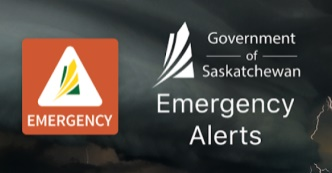 EMERGENCY
Government
of
Saskatchewan
Emergency
Alerts